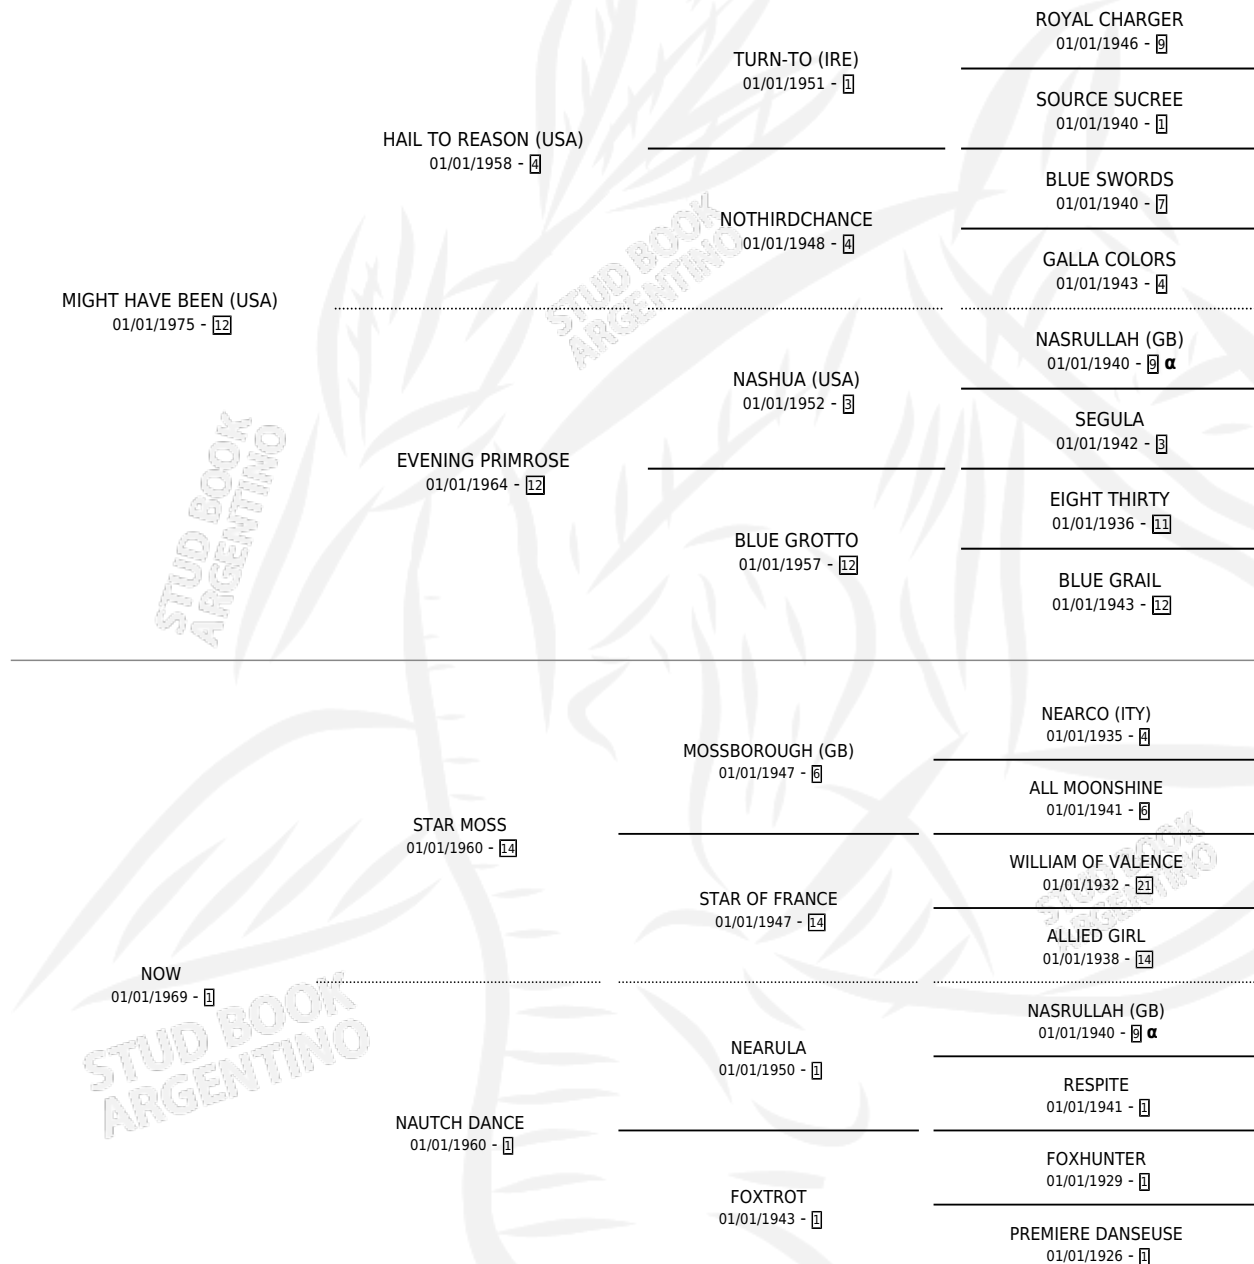 ROYAL CHARGER
01/01/1946 - 9
TURN-TO (IRE)
01/01/1951 - 1
SOURCE SUCREE
01/01/1940 - 1
HAIL TO REASON (USA)
01/01/1958 - 4
BLUE SWORDS
01/01/1940 - 7
NOTHIRDCHANCE
01/01/1948 - 4
GALLA COLORS
01/01/1943 - 4
MIGHT HAVE BEEN (USA)
01/01/1975 - 12
NASRULLAH (GB)
01/01/1940 - 9 α
NASHUA (USA)
01/01/1952 - 3
SEGULA
01/01/1942 - 3
EVENING PRIMROSE
01/01/1964 - 12
EIGHT THIRTY
01/01/1936 - 11
BLUE GROTTO
01/01/1957 - 12
BLUE GRAIL
01/01/1943 - 12
NEARCO (ITY)
01/01/1935 - 4
MOSSBOROUGH (GB)
01/01/1947 - 6
ALL MOONSHINE
01/01/1941 - 6
STAR MOSS
01/01/1960 - 14
WILLIAM OF VALENCE
01/01/1932 - 21
STAR OF FRANCE
01/01/1947 - 14
ALLIED GIRL
01/01/1938 - 14
NOW
01/01/1969 - 1
NASRULLAH (GB)
01/01/1940 - 9 α
NEARULA
01/01/1950 - 1
RESPITE
01/01/1941 - 1
NAUTCH DANCE
01/01/1960 - 1
FOXHUNTER
01/01/1929 - 1
FOXTROT
01/01/1943 - 1
PREMIERE DANSEUSE
01/01/1926 - 1
STUD BOOK
ARGENTINO
STUD BOOK
ARGENTINO
STUD BOOK
ARGENTINO
STUD BOOK
ARGENTINO